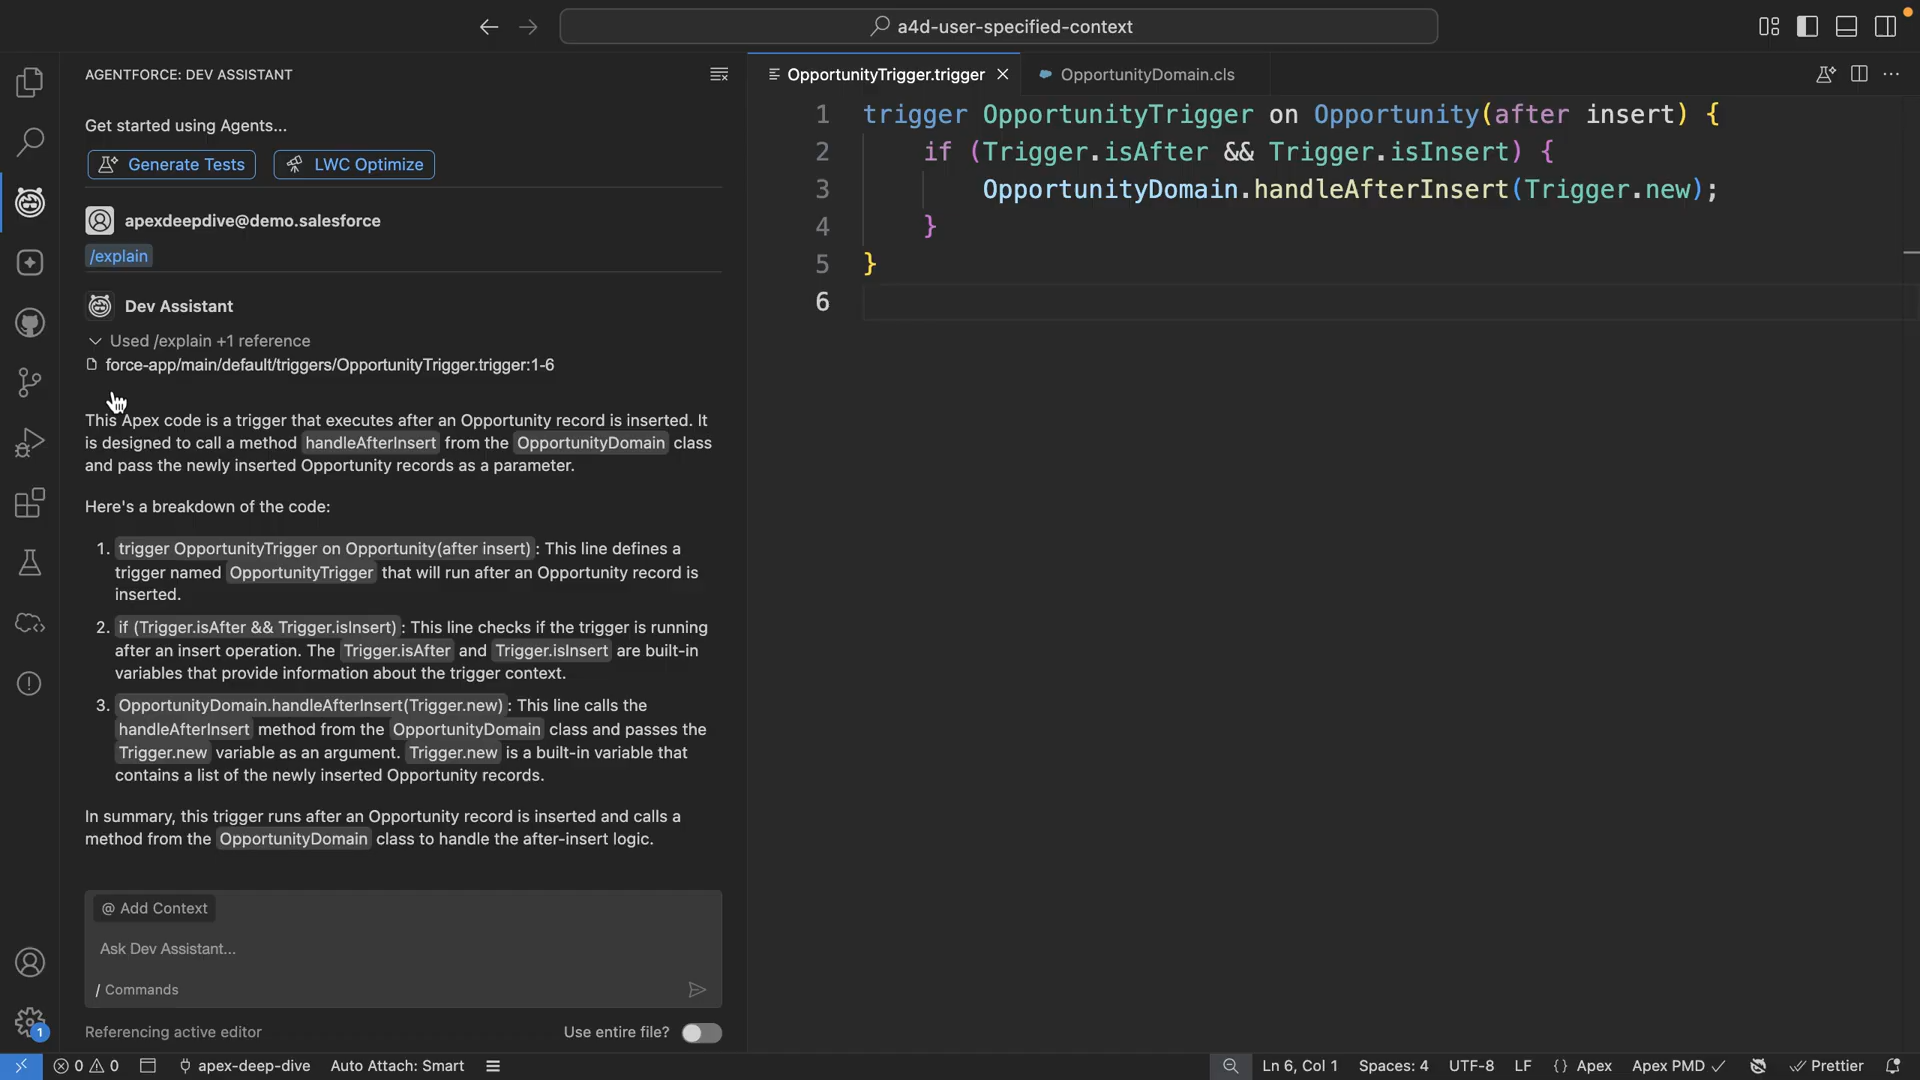 a4d-user-specified-context
AGENTFORCE: DEV ASSISTANT
Get started using Agents...
Generate Tests
LWC Optimize
apexdeepdive@demo.salesforce
/explain
Dev Assistant
Used /explain +1 reference
force-app/main/default/triggers/OpportunityTrigger.trigger:1-6
This Apex code is a trigger that executes after an Opportunity record is inserted. It
is designed to call a method handleAfterInsert from the OpportunityDomain class
and pass the newly inserted Opportunity records as a parameter.
Here's a breakdown of the code:
1. trigger OpportunityTrigger on Opportunity(after insert) : This line defines a
trigger named OpportunityTrigger that will run after an Opportunity record is
inserted.
2. if (Trigger.isAfter && Trigger.isInsert) : This line checks if the trigger is running
after an insert operation. The Trigger.isAfter and Trigger.isInsert are built-in
variables that provide information about the trigger context.
3. OpportunityDomain.handleAfterInsert(Trigger.new) : This line calls the
handleAfterInsert method from the OpportunityDomain class and passes the
Trigger.new variable as an argument. Trigger.new is a built-in variable that
contains a list of the newly inserted Opportunity records.
In summary, this trigger runs after an Opportunity record is inserted and calls a
method from the OpportunityDomain class to handle the after-insert logic.
@ Add Context
Ask Dev Assistant...
/ Commands
Referencing active editor
Use entire file?
OpportunityTrigger.trigger
OpportunityDomain.cls
1 trigger OpportunityTrigger on Opportunity(after insert) {
2 if (Trigger.isAfter && Trigger.isInsert) {
3 OpportunityDomain.handleAfterInsert(Trigger.new);
4 }
5 }
6
1
0 0
apex-deep-dive
Auto Attach: Smart
Ln 6, Col 1
Spaces: 4
UTF-8
LF
{} Apex
Apex PMD
Prettier